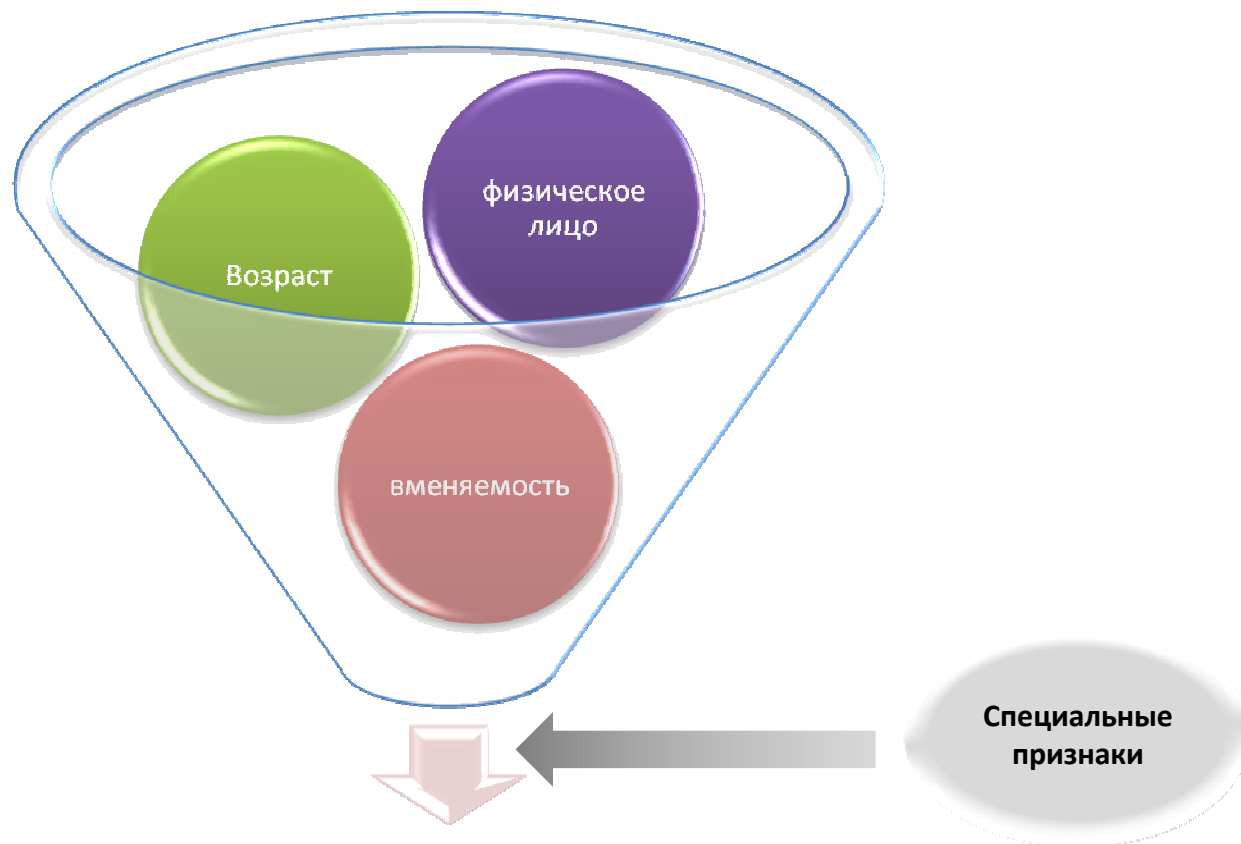 физическое
лицо
Возраст
вменяемость
Специальные
признаки